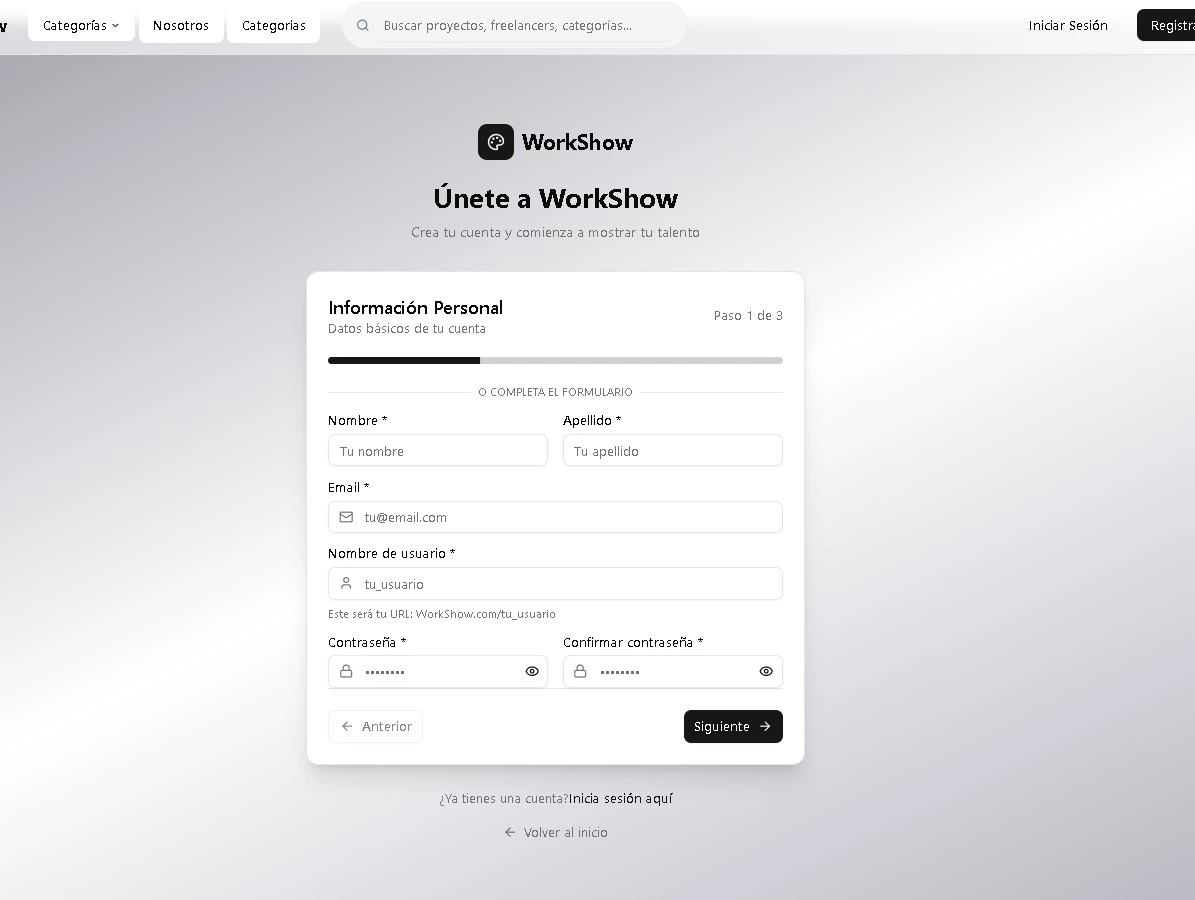 Categorías Nosotros Categorias Buscar proyectos, freelancers, categorías... Iniciar Sesión
WorkShow
Únete a WorkShow
Crea tu cuenta y comienza a mostrar tu talento
Información Personal
Paso 1 de 3
Datos básicos de tu cuenta
O COMPLETA EL FORMULARIO
Nombre * Apellido *
Tu nombre Tu apellido
Email *
tu@email.com
Nombre de usuario *
tu_usuario
Este será tu URL: WorkShow.com/tu_usuario
Contraseña * Confirmar contraseña *
•••••••• ••••••••
Anterior Siguiente
¿Ya tienes una cuenta?Inicia sesión aquí
Volver al inicio